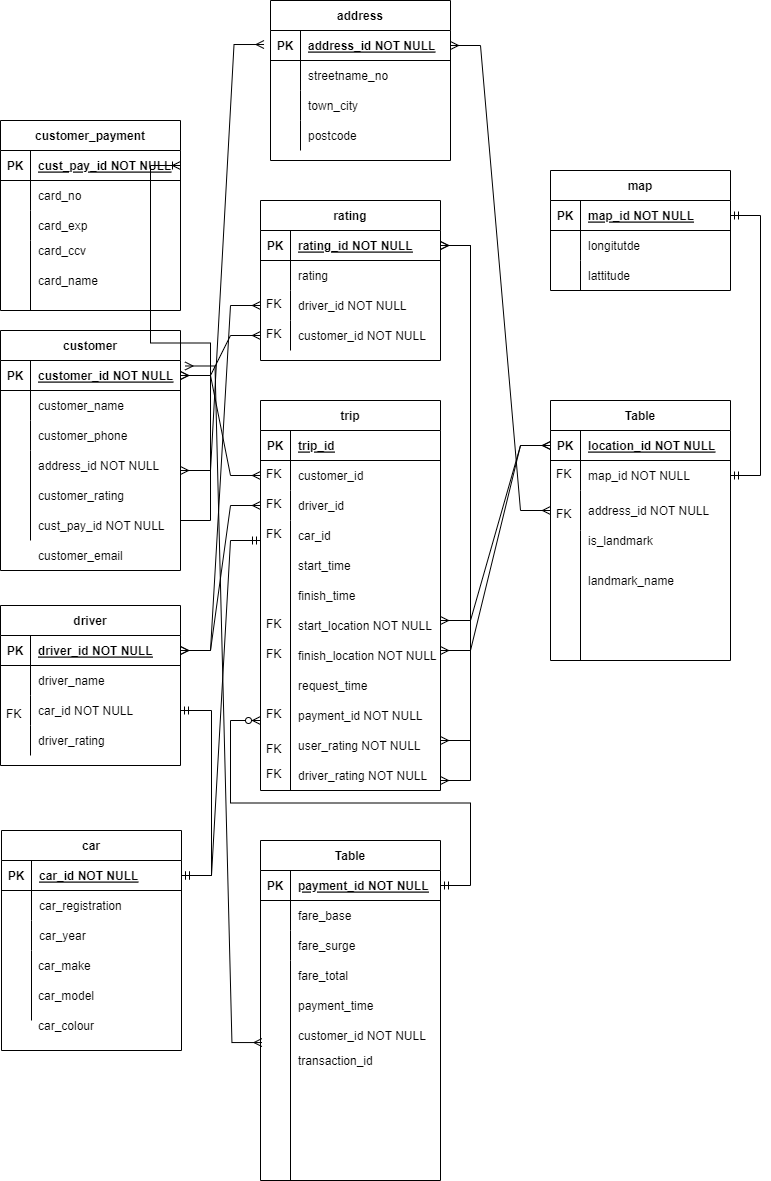 address
PK address_id NOT NULL
streetname_no
town_city
postcode
customer_payment
PK cust_pay_id NOT NULL
card_no
card_exp
card_ccv
card_name
rating
PK rating_id NOT NULL
rating
FK driver_id NOT NULL
FK customer_id NOT NULL
map
PK map_id NOT NULL
longitutde
lattitude
customer
PK customer_id NOT NULL
customer_name
customer_phone
address_id NOT NULL
customer_rating
cust_pay_id NOT NULL
customer_email
trip
PK trip_id
FK customer_id
FK driver_id
FK car_id
start_time
finish_time
FK start_location NOT NULL
FK finish_location NOT NULL
request_time
FK payment_id NOT NULL
FK user_rating NOT NULL
FK driver_rating NOT NULL
Table
PK location_id NOT NULL
FK map_id NOT NULL
FK address_id NOT NULL
is_landmark
landmark_name
driver
PK driver_id NOT NULL
driver_name
FK car_id NOT NULL
driver_rating
car
PK car_id NOT NULL
car_registration
car_year
car_make
car_model
car_colour
Table
PK payment_id NOT NULL
fare_base
fare_surge
fare_total
payment_time
customer_id NOT NULL
transaction_id